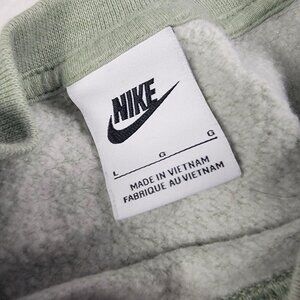 NIKE
L G G
MADE IN VIETNAM
FABRIQUE AU VIETNAM